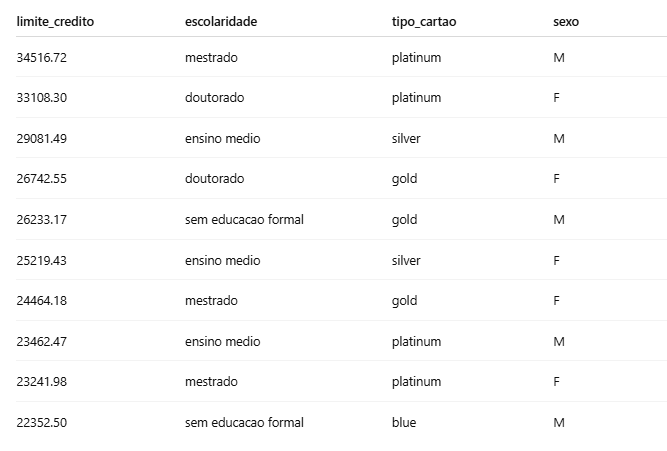 limite_credito escolaridade tipo_cartao sexo
34516.72 mestrado platinum M
33108.30 doutorado platinum F
29081.49 ensino medio silver M
26742.55 doutorado gold F
26233.17 sem educacao formal gold M
25219.43 ensino medio silver F
24464.18 mestrado gold F
23462.47 ensino medio platinum M
23241.98 mestrado platinum F
22352.50 sem educacao formal blue M